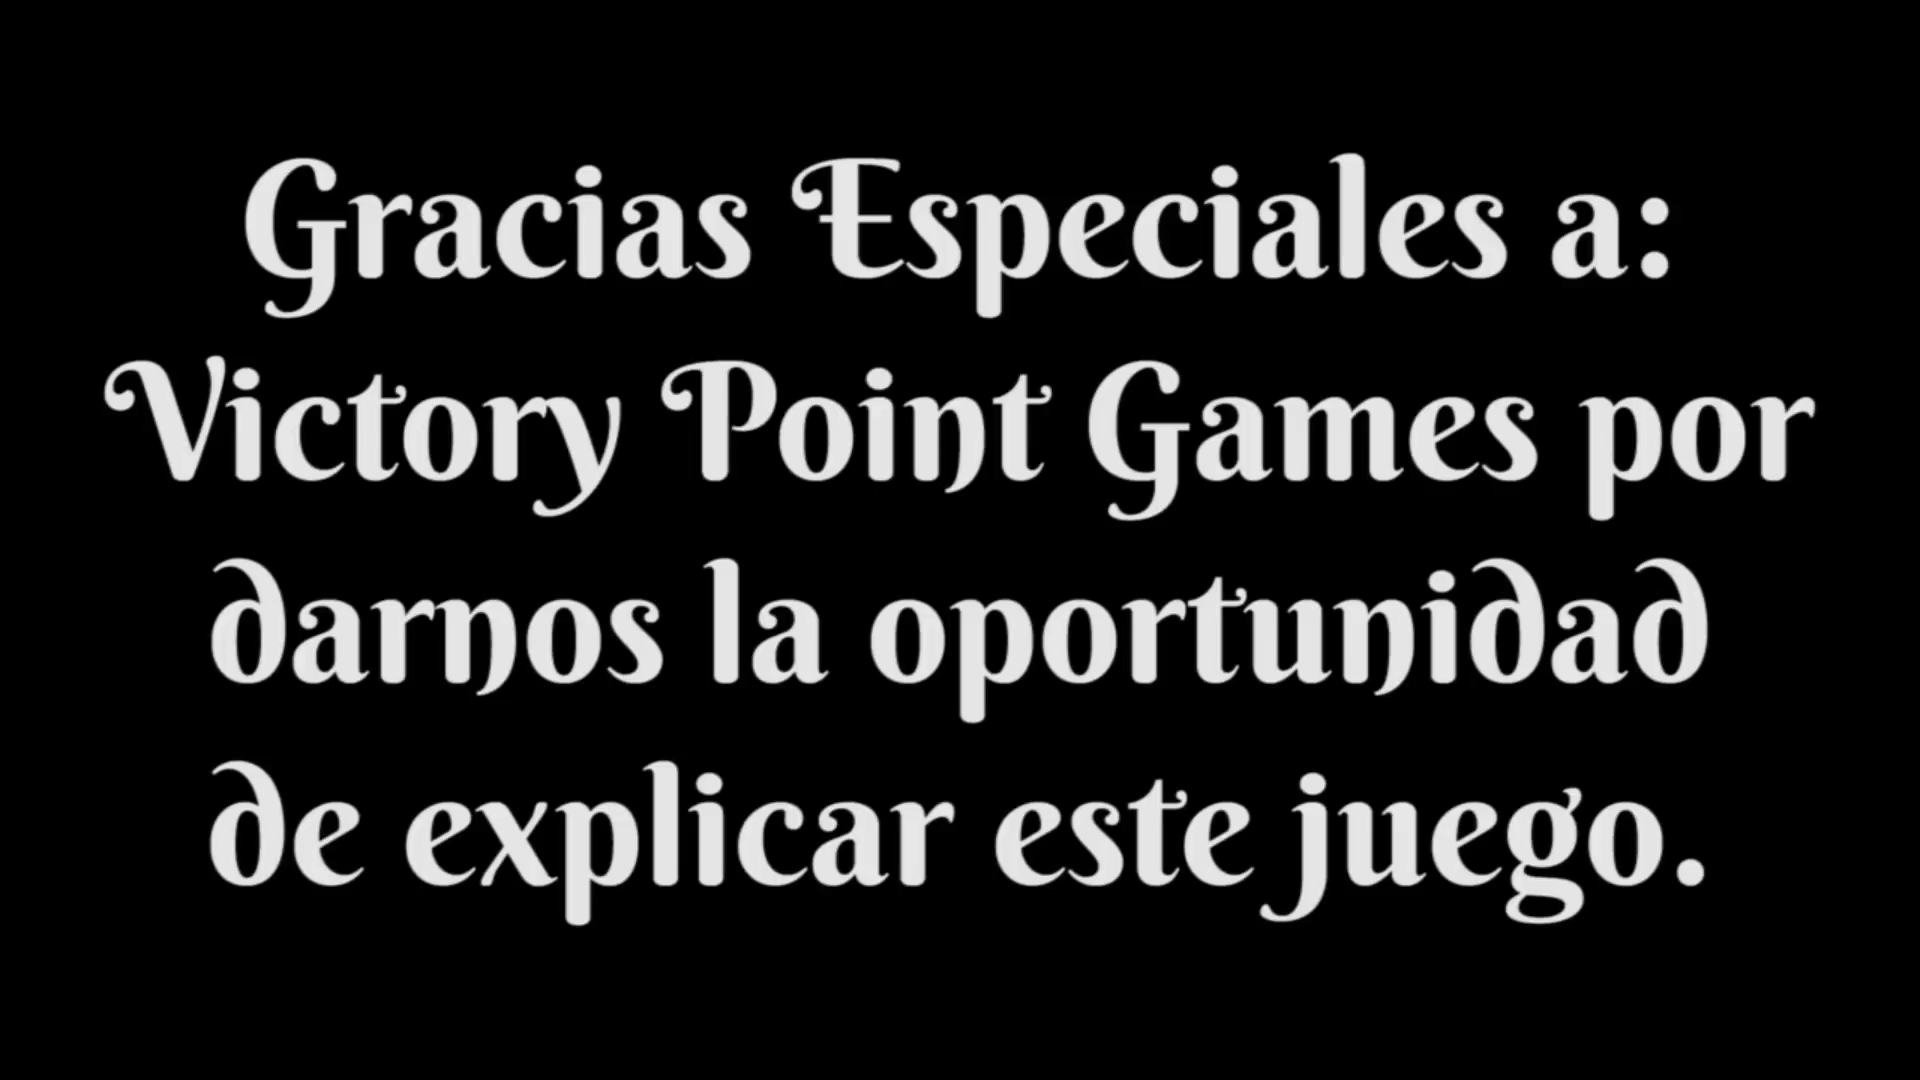 Gracias Especiales a:
Victory Point Games por
darnos la oportunidad
de explicar este juego.